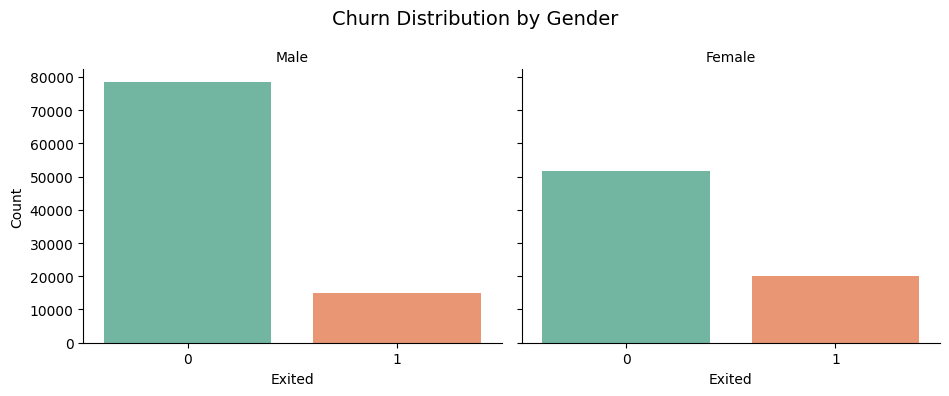 Churn Distribution by Gender
Male
Female
80000
70000
60000
50000
40000
30000
20000
10000
0
Count
0
1
0
1
Exited
Exited